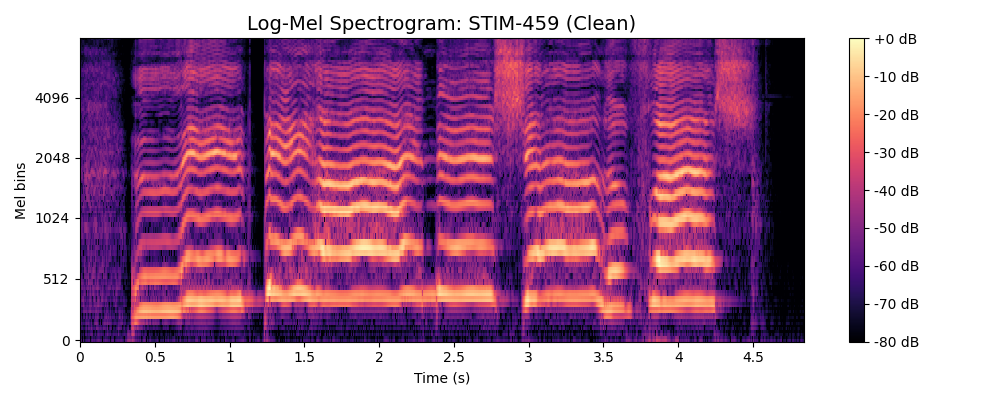 Log-Mel Spectrogram: STIM-459 (Clean)
Mel bins
4096
2048
1024
512
0
0 0.5 1 1.5 2 2.5 3 3.5 4 4.5
Time (s)
+0 dB
-10 dB
-20 dB
-30 dB
-40 dB
-50 dB
-60 dB
-70 dB
-80 dB